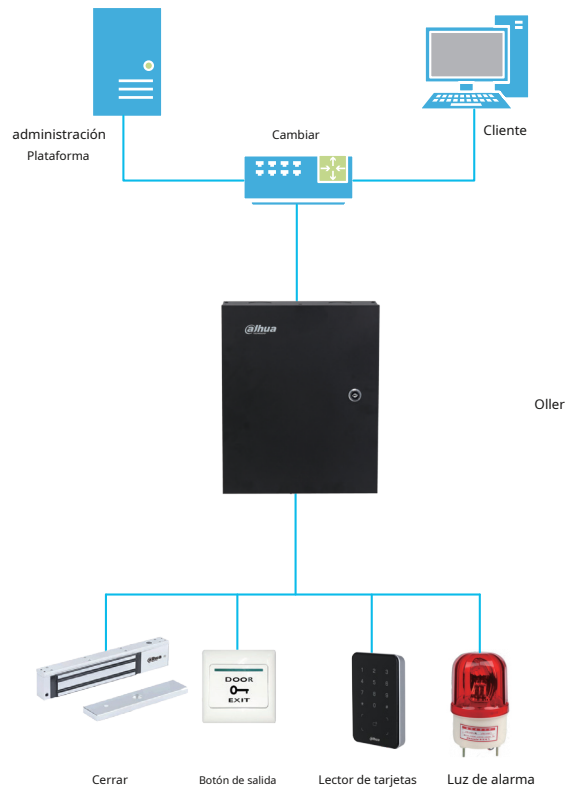 administración
Plataforma
Cambiar
Cliente
alhua
Oller
alhua
DOOR
EXIT
alhua
Cerrar
Botón de salida
Lector de tarjetas
Luz de alarma